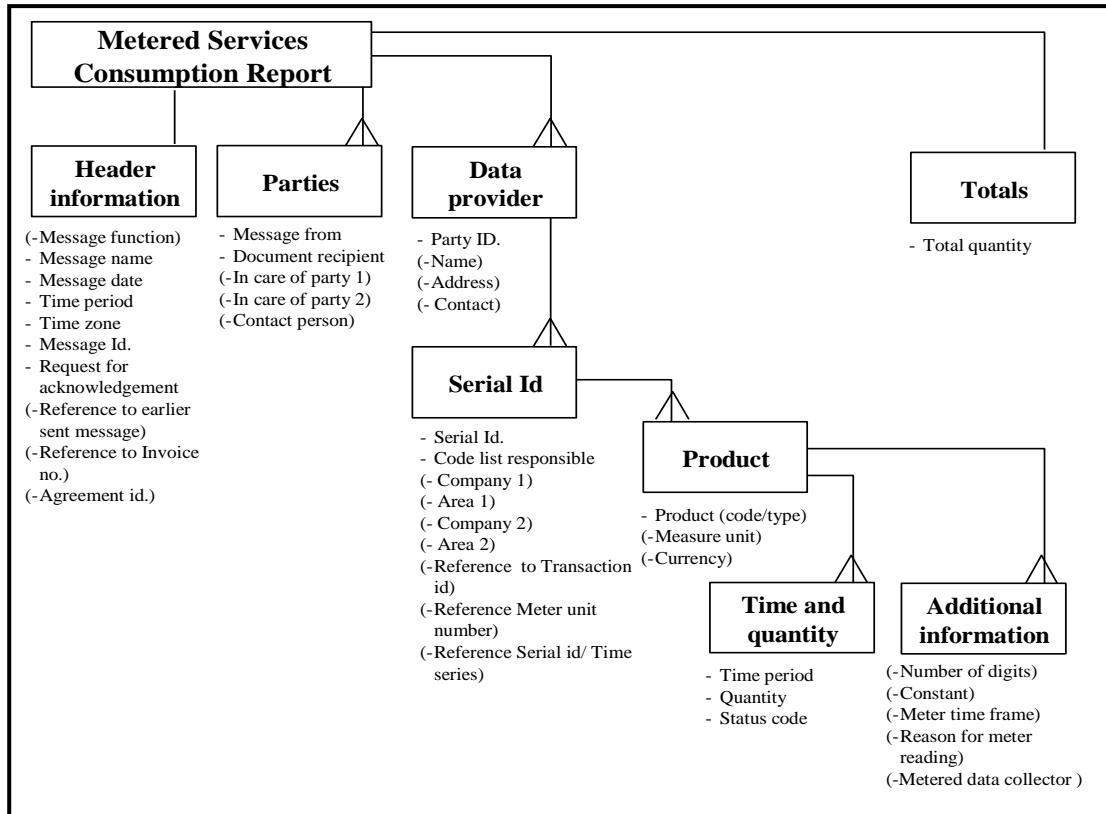 Metered Services
Consumption Report
Header
information
(-Message function)
- Message name
- Message date
- Time period
- Time zone
- Message Id.
- Request for
acknowledgement
(-Reference to earlier
sent message)
(-Reference to Invoice
no.)
(-Agreement id.)
Parties
- Message from
- Document recipient
(-In care of party 1)
(-In care of party 2)
(-Contact person)
Data
provider
- Party ID.
(-Name)
(-Address)
(- Contact)
Totals
- Total quantity
Serial Id
- Serial Id.
- Code list responsible
(- Company 1)
(- Area 1)
(- Company 2)
(- Area 2)
(-Reference to Transaction
id)
(-Reference Meter unit
number)
(-Reference Serial id/ Time
series)
Product
- Product (code/type)
(-Measure unit)
(-Currency)
Time and
quantity
- Time period
- Quantity
- Status code
Additional
information
(-Number of digits)
(-Constant)
(-Meter time frame)
(-Reason for meter
reading)
(-Metered data collector )